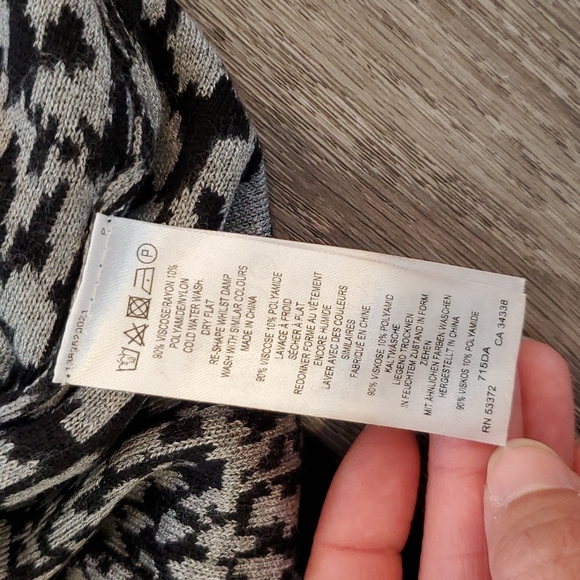 90% VISCOSE/RAYON 10%
POLYAMIDE/NYLON
COLD WATER WASH.
DRY FLAT
RE-SHAPE WHILST DAMP
WASH WITH SIMILAR COLOURS
MADE IN CHINA
90% VISCOSE 10% POLYAMIDE
LAVAGE À FROID
SÉCHER À PLAT
REDONNER FORME AU VÊTEMENT
ENCORE HUMIDE
LAVER AVEC DES COULEURS
SIMILAIRES
FABRIQUÉ EN CHINE
90% VISKOSE 10% POLYAMID
KALTWÄSCHE
LIEGEND TROCKNEN
IN FEUCHTEM ZUSTAND IN FORM
ZIEHEN
MIT ÄHNLICHEN FARBEN WASCHEN
HERGESTELLT IN CHINA
90% VISKOS 10% POLYAMIDE
715DA
RN 53372 CA 34338
P